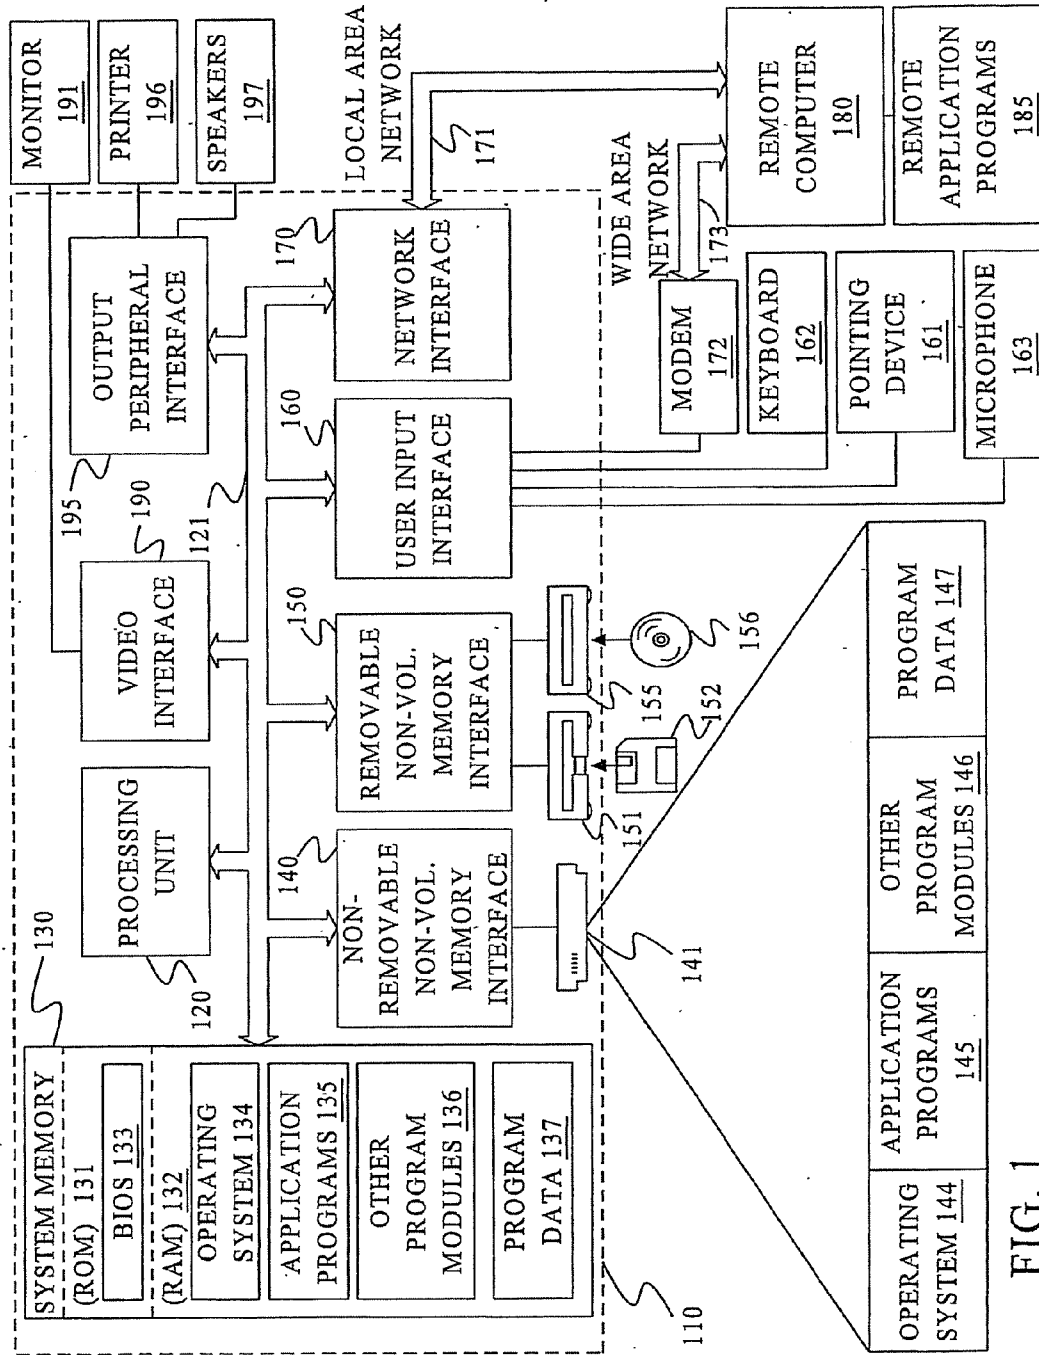 SYSTEM MEMORY
(ROM) 131
BIOS 133
(RAM) 132
OPERATING
SYSTEM 134
APPLICATION
PROGRAMS 135
OTHER
PROGRAM
MODULES 136
PROGRAM
DATA 137
130
120
PROCESSING
UNIT
190
VIDEO
INTERFACE
195
OUTPUT
PERIPHERAL
INTERFACE
121
MONITOR
191
PRINTER
196
SPEAKERS
197
140
NON-
REMOVABLE
NON-VOL.
MEMORY
INTERFACE
150
REMOVABLE
NON-VOL.
MEMORY
INTERFACE
160
USER INPUT
INTERFACE
170
NETWORK
INTERFACE
LOCAL AREA
NETWORK
171
110
141
151
152
155
156
WIDE AREA
NETWORK
173
MODEM
172
KEYBOARD
162
POINTING
DEVICE
161
MICROPHONE
163
REMOTE
COMPUTER
180
REMOTE
APPLICATION
PROGRAMS
185
OPERATING
SYSTEM 144
APPLICATION
PROGRAMS
145
OTHER
PROGRAM
MODULES 146
PROGRAM
DATA 147
FIG. 1